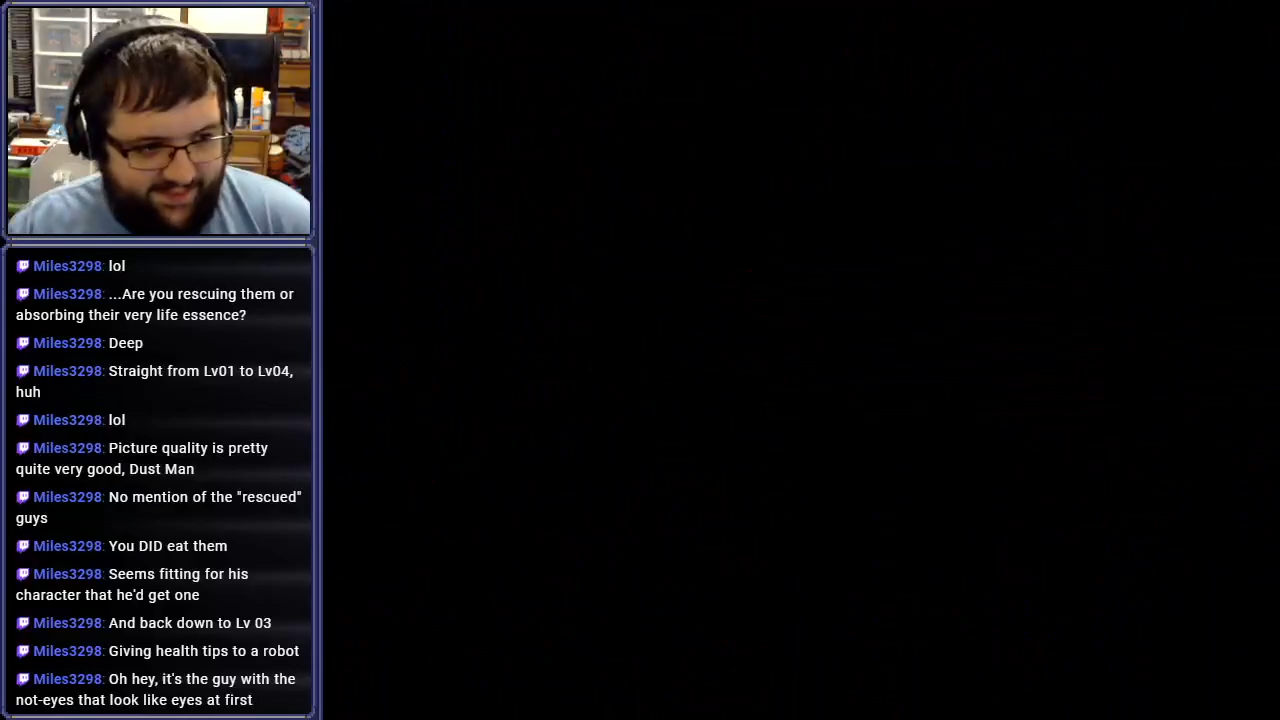 Miles3298: lol
Miles3298: ...Are you rescuing them or
absorbing their very life essence?
Miles3298: Deep
Miles3298: Straight from Lv01 to Lv04,
huh
Miles3298: lol
Miles3298: Picture quality is pretty
quite very good, Dust Man
Miles3298: No mention of the "rescued"
guys
Miles3298: You DID eat them
Miles3298: Seems fitting for his
character that he'd get one
Miles3298: And back down to Lv 03
Miles3298: Giving health tips to a robot
Miles3298: Oh hey, it's the guy with the
not-eyes that look like eyes at first